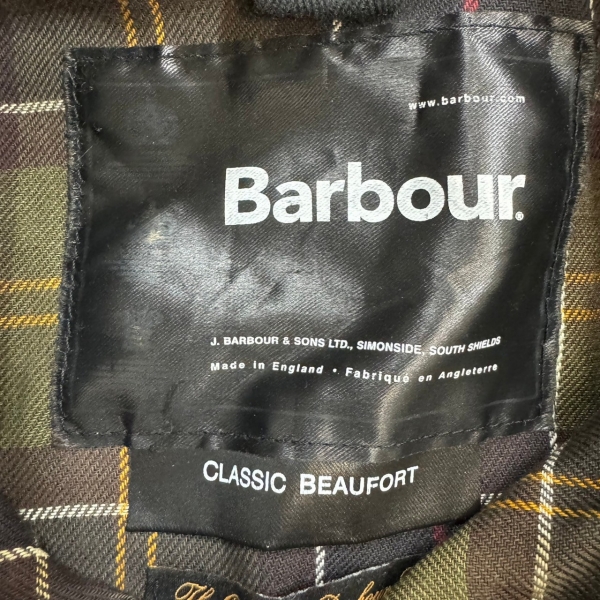 www.barbour.com
Barbour®
J. BARBOUR & SONS LTD., SIMONSIDE, SOUTH SHIELDS
Made in England • Fabriqué en Angleterre
CLASSIC BEAUFORT